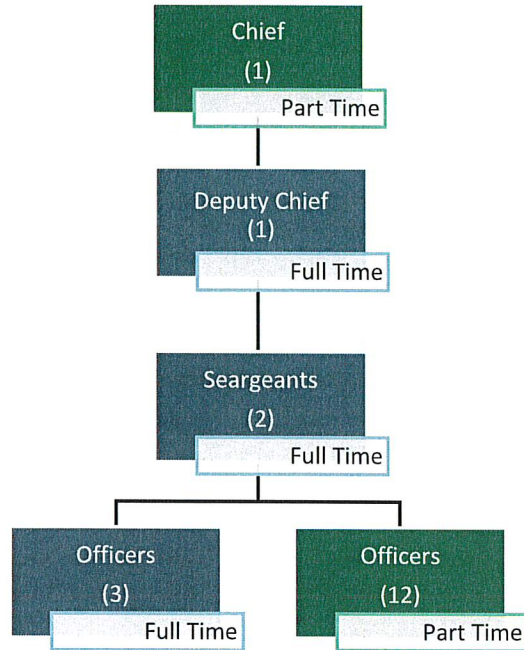 Chief
(1)
Part Time
Deputy Chief
(1)
Full Time
Seargeants
(2)
Full Time
Officers
(3)
Full Time
Officers
(12)
Part Time